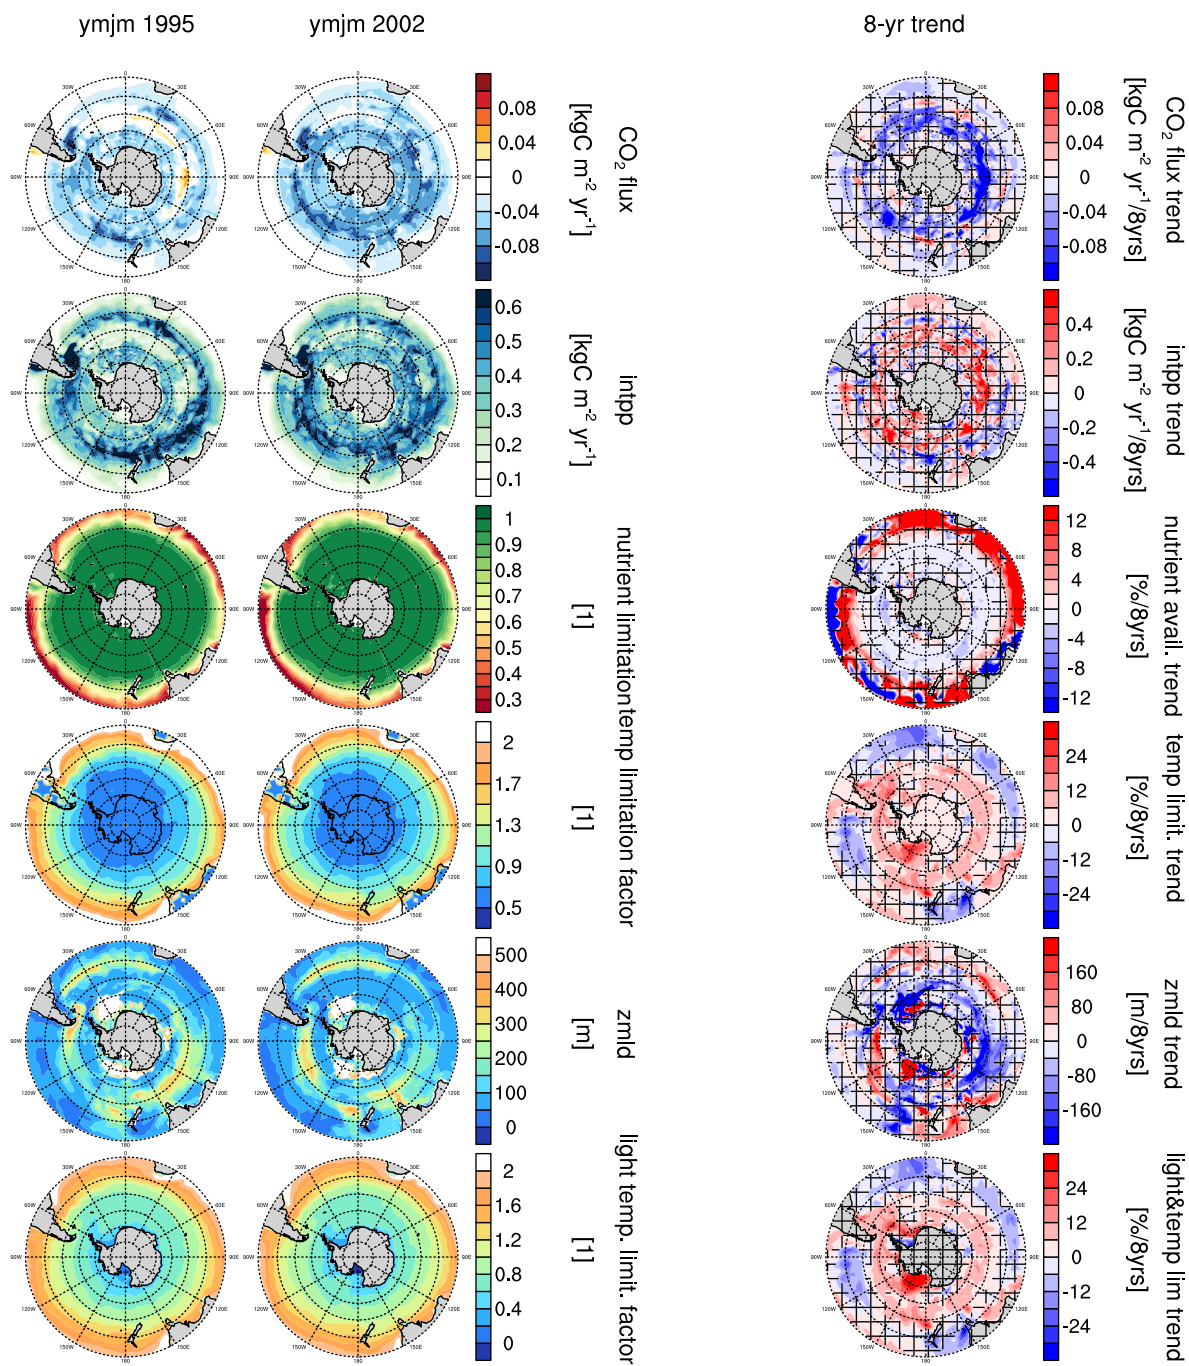 ymjm 1995
ymjm 2002
8-yr trend
0.08
0.04
0
-0.04
-0.08
CO2 flux
[kgC m-2 yr-1]
0.08
0.04
0
-0.04
-0.08
CO2 flux trend
[kgC m-2 yr-1/8yrs]
0.6
0.5
0.4
0.3
0.2
0.1
intpp
[kgC m-2 yr-1]
0.4
0.2
0
-0.2
-0.4
intpp trend
[kgC m-2 yr-1/8yrs]
1
0.9
0.8
0.7
0.6
0.5
0.4
0.3
nutrient limitation
[1]
12
8
4
0
-4
-8
-12
nutrient avail. trend
[%/8yrs]
2
1.7
1.3
0.9
0.5
temp limitation factor
[1]
24
12
0
-12
-24
temp limit. trend
[%/8yrs]
500
400
300
200
100
0
zmld
[m]
160
80
0
-80
-160
zmld trend
[m/8yrs]
2
1.6
1.2
0.8
0.4
0
light temp. limit. factor
[1]
24
12
0
-12
-24
light&temp lim trend
[%/8yrs]